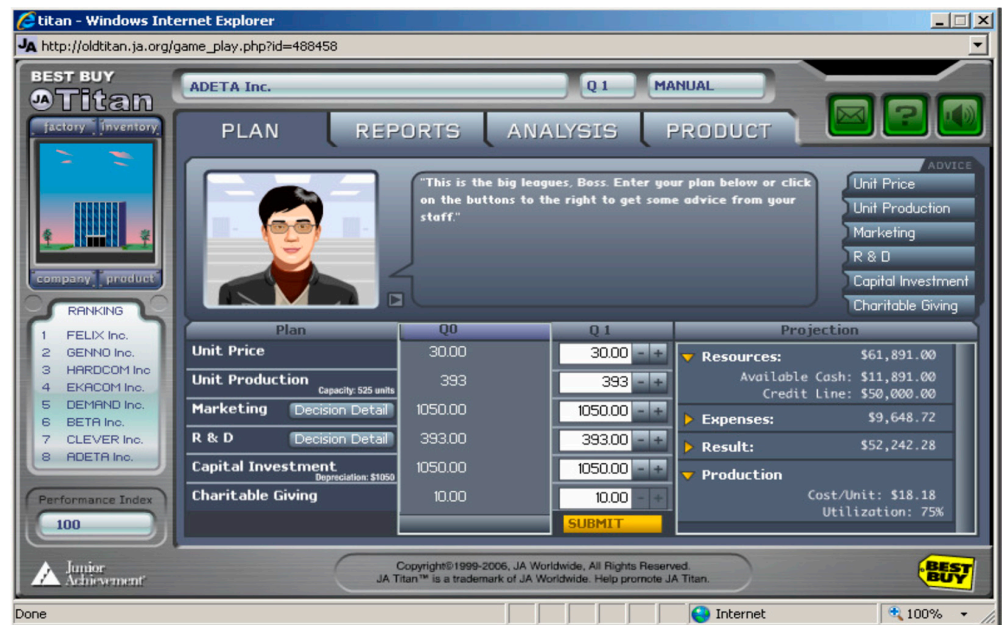 titan - Windows Internet Explorer
http://oldtitan.ja.org/game_play.php?id=488458
BEST BUY
JA Titan
ADETA Inc.
Q 1
MANUAL
factory inventory
PLAN
REPORTS
ANALYSIS
PRODUCT
ADVICE
"This is the big leagues, Boss. Enter your plan below or click
on the buttons to the right to get some advice from your
staff."
Unit Price
Unit Production
Marketing
R & D
Capital Investment
Charitable Giving
company product
RANKING
1 FELIX Inc.
2 GENNO Inc.
3 HARDCOM Inc
4 EKACOM Inc.
5 DEMAND Inc.
6 BETA Inc.
7 CLEVER Inc.
8 ADETA Inc.
Performance Index
100
Plan Q0 Q 1
Unit Price 30.00 30.00 - +
Unit Production Capacity: 525 units 393 393 - +
Marketing Decision Detail 1050.00 1050.00 - +
R & D Decision Detail 393.00 393.00 - +
Capital Investment Depreciation: $1050 1050.00 1050.00 - +
Charitable Giving 10.00 10.00 - +
SUBMIT
Projection
Resources: $61,891.00
Available Cash: $11,891.00
Credit Line: $50,000.00
Expenses: $9,648.72
Result: $52,242.28
Production
Cost/Unit: $18.18
Utilization: 75%
Junior
Achievement®
Copyright©1999-2006, JA Worldwide, All Rights Reserved.
JA Titan™ is a trademark of JA Worldwide. Help promote JA Titan.
BEST
BUY
Done
Internet
100%